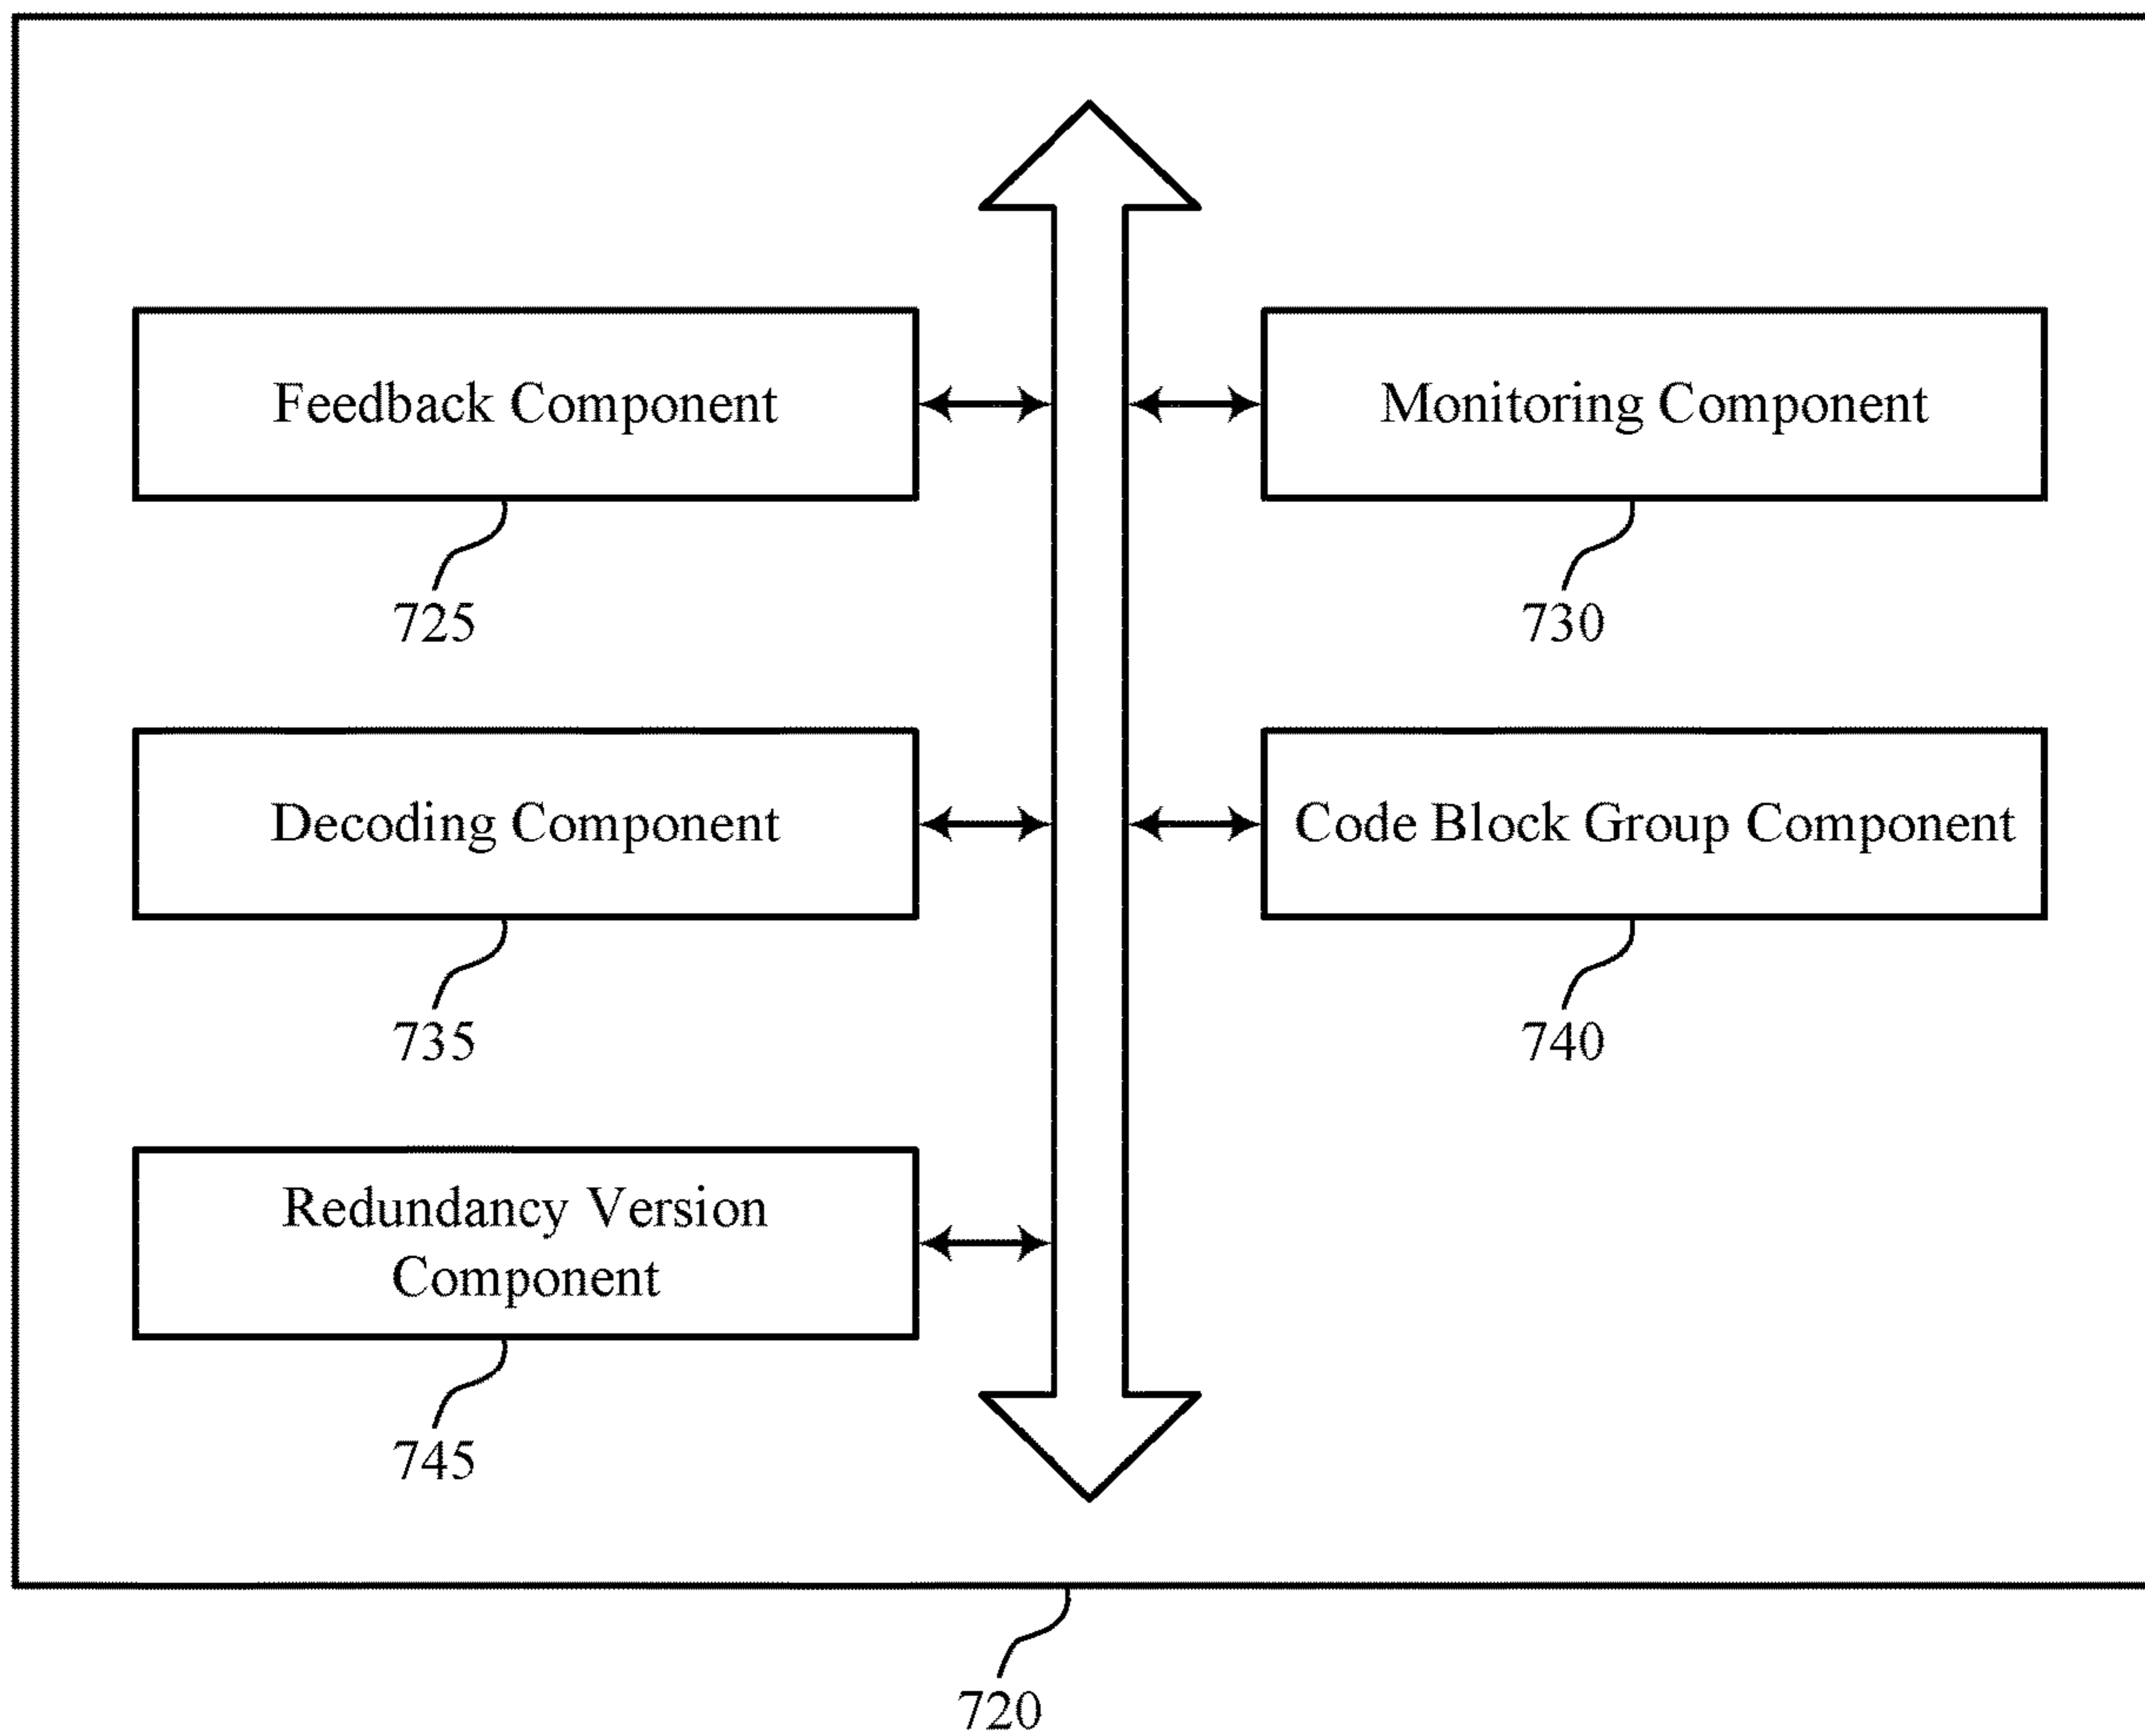 Feedback Component
Monitoring Component
725
730
Decoding Component
Code Block Group Component
735
740
Redundancy Version
Component
745
720